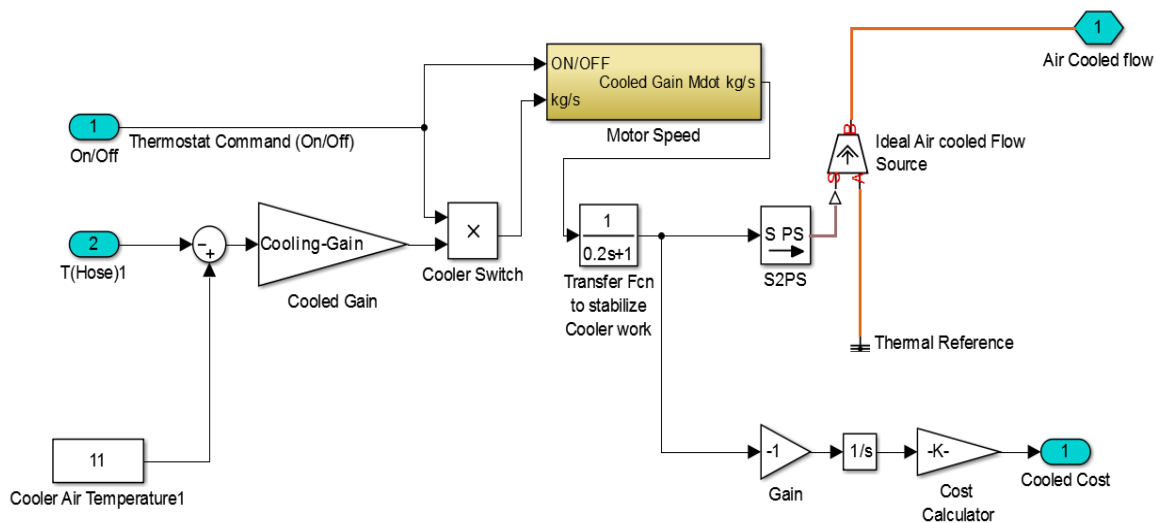 1
Air Cooled flow
ON/OFF
Cooled Gain Mdot kg/s
kg/s
Motor Speed
1
Thermostat Command (On/Off)
On/Off
B
Ideal Air cooled Flow
Source
S
A
2
T(Hose)1
-
+
Cooling-Gain
Cooled Gain
×
Cooler Switch
1
0.2s+1
Transfer Fcn
to stabilize
Cooler work
S PS
S2PS
Thermal Reference
11
Cooler Air Temperature1
-1
Gain
1/s
-K-
Cost
Calculator
1
Cooled Cost